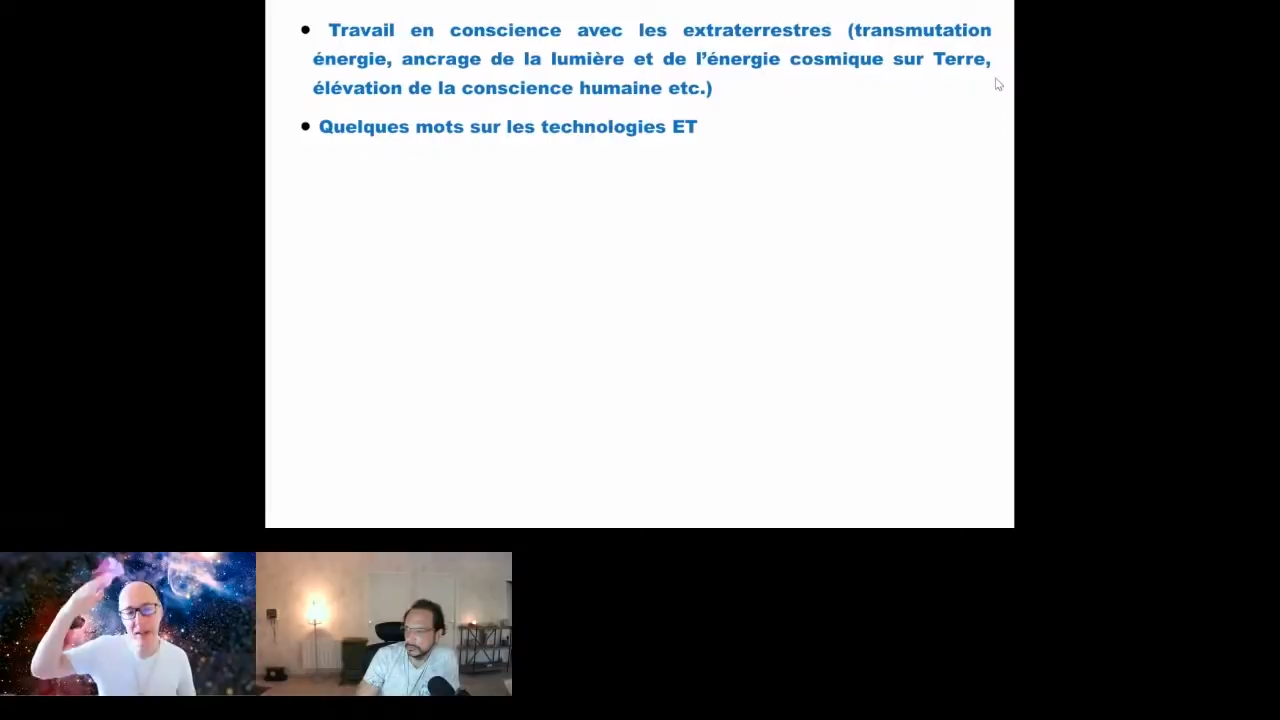 • Travail en conscience avec les extraterrestres (transmutation
énergie, ancrage de la lumière et de l’énergie cosmique sur Terre,
élévation de la conscience humaine etc.)
• Quelques mots sur les technologies ET